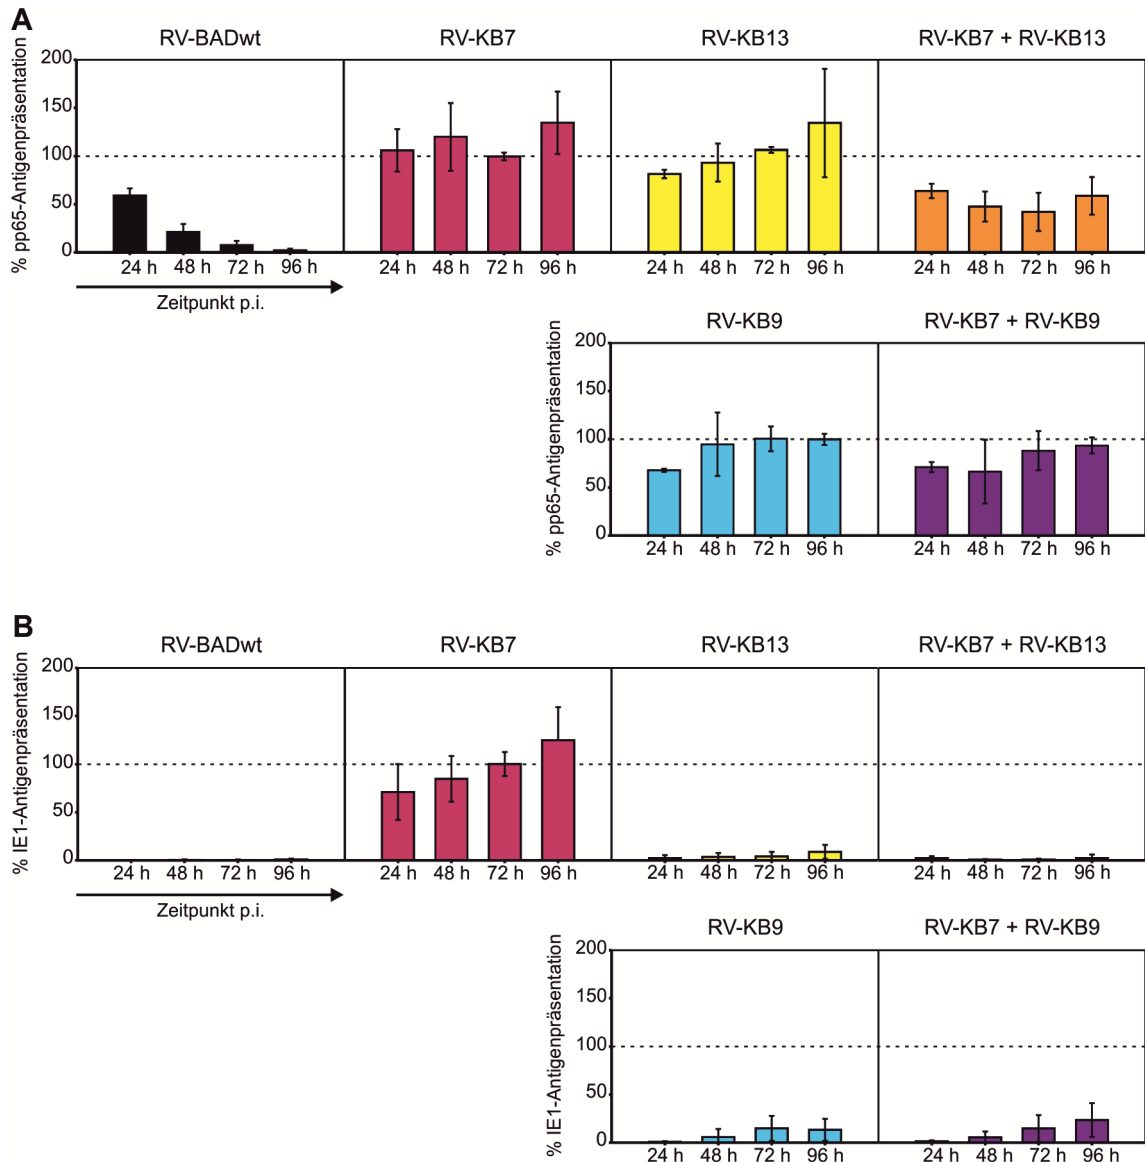 A
RV-BADwt RV-KB7 RV-KB13 RV-KB7 + RV-KB13
% pp65-Antigenpräsentation
200
150
100
50
0
24 h 48 h 72 h 96 h 24 h 48 h 72 h 96 h 24 h 48 h 72 h 96 h 24 h 48 h 72 h 96 h
Zeitpunkt p.i.
RV-KB9 RV-KB7 + RV-KB9
% pp65-Antigenpräsentation
200
150
100
50
0
24 h 48 h 72 h 96 h 24 h 48 h 72 h 96 h
B
RV-BADwt RV-KB7 RV-KB13 RV-KB7 + RV-KB13
% IE1-Antigenpräsentation
200
150
100
50
0
24 h 48 h 72 h 96 h 24 h 48 h 72 h 96 h 24 h 48 h 72 h 96 h 24 h 48 h 72 h 96 h
Zeitpunkt p.i.
RV-KB9 RV-KB7 + RV-KB9
% IE1-Antigenpräsentation
200
150
100
50
0
24 h 48 h 72 h 96 h 24 h 48 h 72 h 96 h